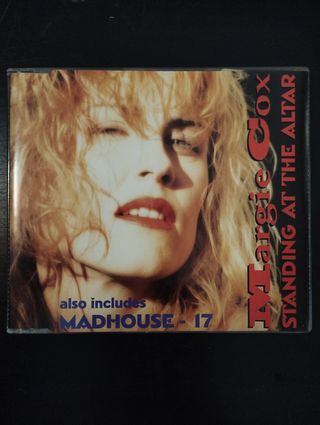 Margie Cox
STANDING AT THE ALTAR
also includes
MADHOUSE - 17